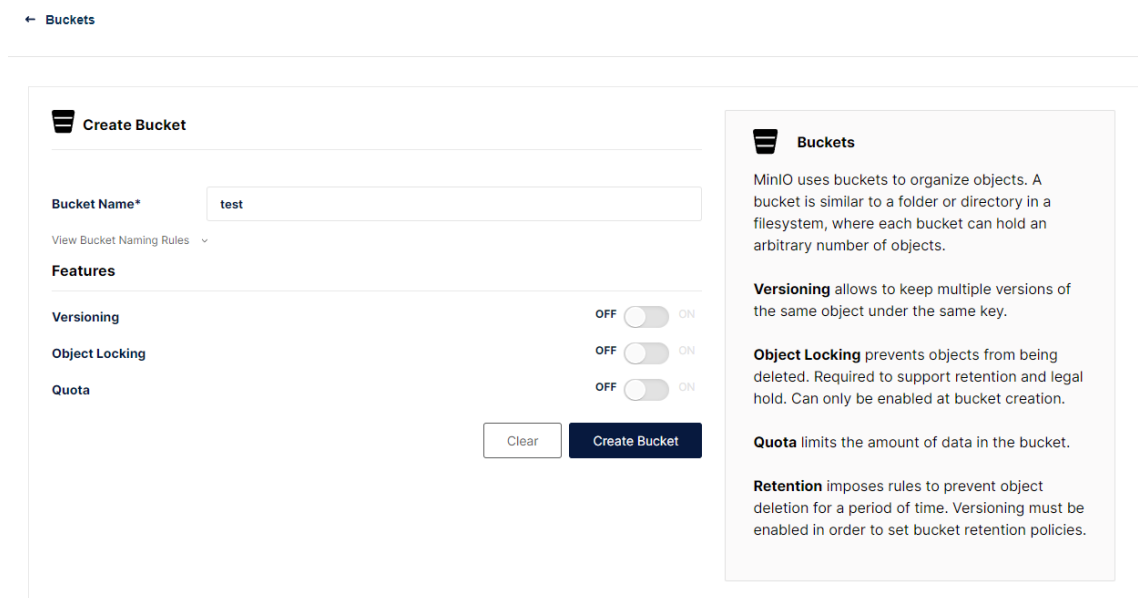 ← Buckets
Create Bucket
Bucket Name*
test
View Bucket Naming Rules
Features
Versioning
OFF ON
Object Locking
OFF ON
Quota
OFF ON
Clear
Create Bucket
Buckets
MinIO uses buckets to organize objects. A
bucket is similar to a folder or directory in a
filesystem, where each bucket can hold an
arbitrary number of objects.
Versioning allows to keep multiple versions of
the same object under the same key.
Object Locking prevents objects from being
deleted. Required to support retention and legal
hold. Can only be enabled at bucket creation.
Quota limits the amount of data in the bucket.
Retention imposes rules to prevent object
deletion for a period of time. Versioning must be
enabled in order to set bucket retention policies.